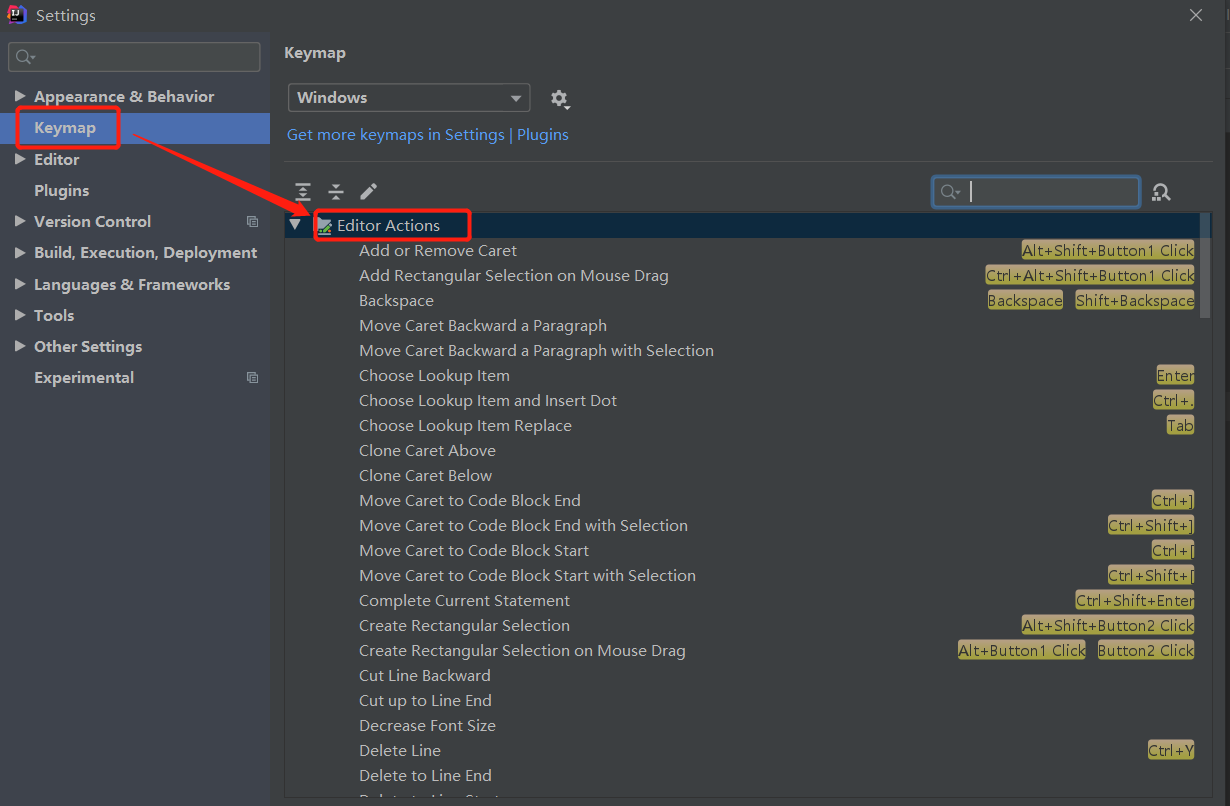 Settings
Appearance & Behavior
Keymap
Editor
Plugins
Version Control
Build, Execution, Deployment
Languages & Frameworks
Tools
Other Settings
Experimental
Keymap
Windows
Get more keymaps in Settings | Plugins
Editor Actions
Add or Remove Caret Alt+Shift+Button1 Click
Add Rectangular Selection on Mouse Drag Ctrl+Alt+Shift+Button1 Click
Backspace Backspace Shift+Backspace
Move Caret Backward a Paragraph
Move Caret Backward a Paragraph with Selection
Choose Lookup Item Enter
Choose Lookup Item and Insert Dot Ctrl+.
Choose Lookup Item Replace Tab
Clone Caret Above
Clone Caret Below
Move Caret to Code Block End Ctrl+]
Move Caret to Code Block End with Selection Ctrl+Shift+]
Move Caret to Code Block Start Ctrl+[
Move Caret to Code Block Start with Selection Ctrl+Shift+[
Complete Current Statement Ctrl+Shift+Enter
Create Rectangular Selection Alt+Shift+Button2 Click
Create Rectangular Selection on Mouse Drag Alt+Button1 Click Button2 Click
Cut Line Backward
Cut up to Line End
Decrease Font Size
Delete Line Ctrl+Y
Delete to Line End